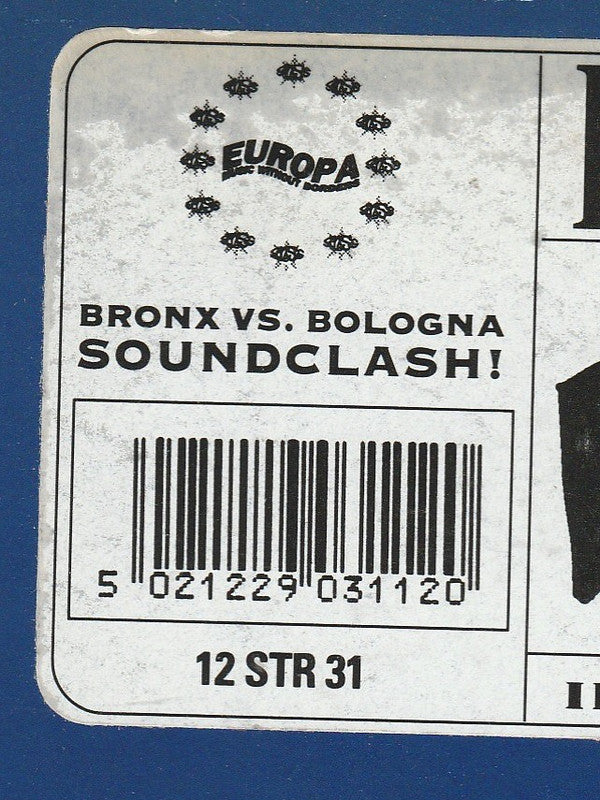 EUROPA
MUSIC WITHOUT BORDERS
BRONX VS. BOLOGNA
SOUNDCLASH!
5 021229 031120
12 STR 31